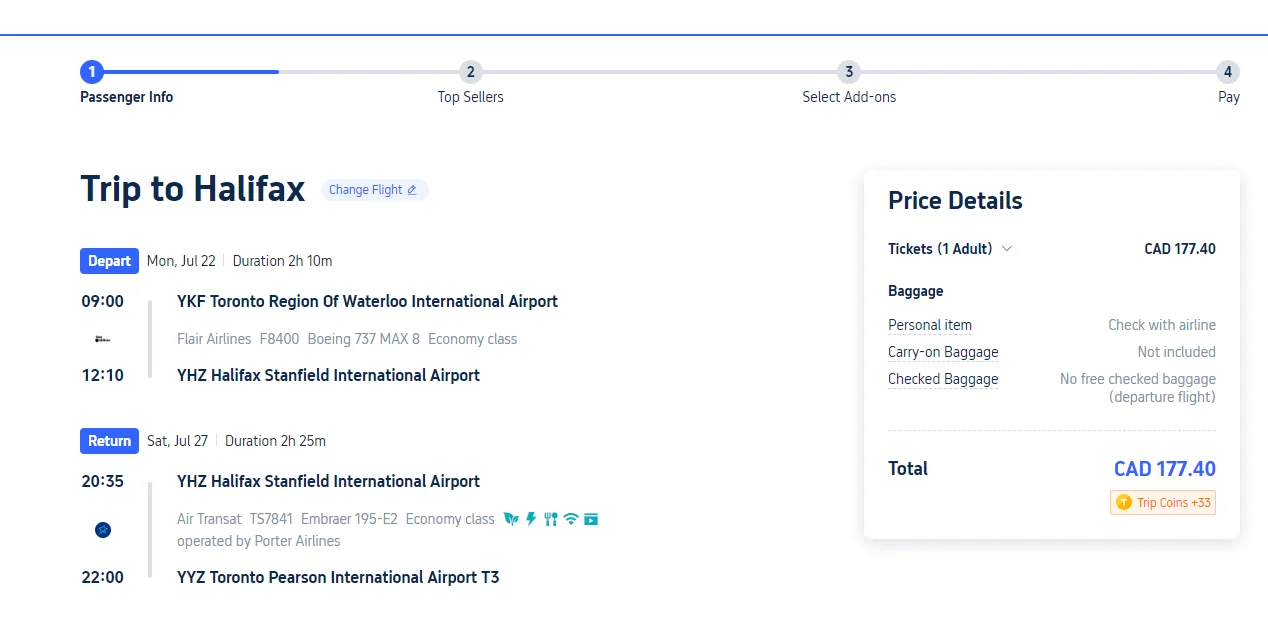 1 2 3 4
Passenger Info Top Sellers Select Add-ons Pay
Trip to Halifax Change Flight
Depart Mon, Jul 22 Duration 2h 10m
09:00 YKF Toronto Region Of Waterloo International Airport
Flair Airlines F8400 Boeing 737 MAX 8 Economy class
12:10 YHZ Halifax Stanfield International Airport
Return Sat, Jul 27 Duration 2h 25m
20:35 YHZ Halifax Stanfield International Airport
Air Transat TS7841 Embraer 195-E2 Economy class
operated by Porter Airlines
22:00 YYZ Toronto Pearson International Airport T3
Price Details
Tickets (1 Adult) CAD 177.40
Baggage
Personal item Check with airline
Carry-on Baggage Not included
Checked Baggage No free checked baggage
(departure flight)
Total CAD 177.40
T Trip Coins +33